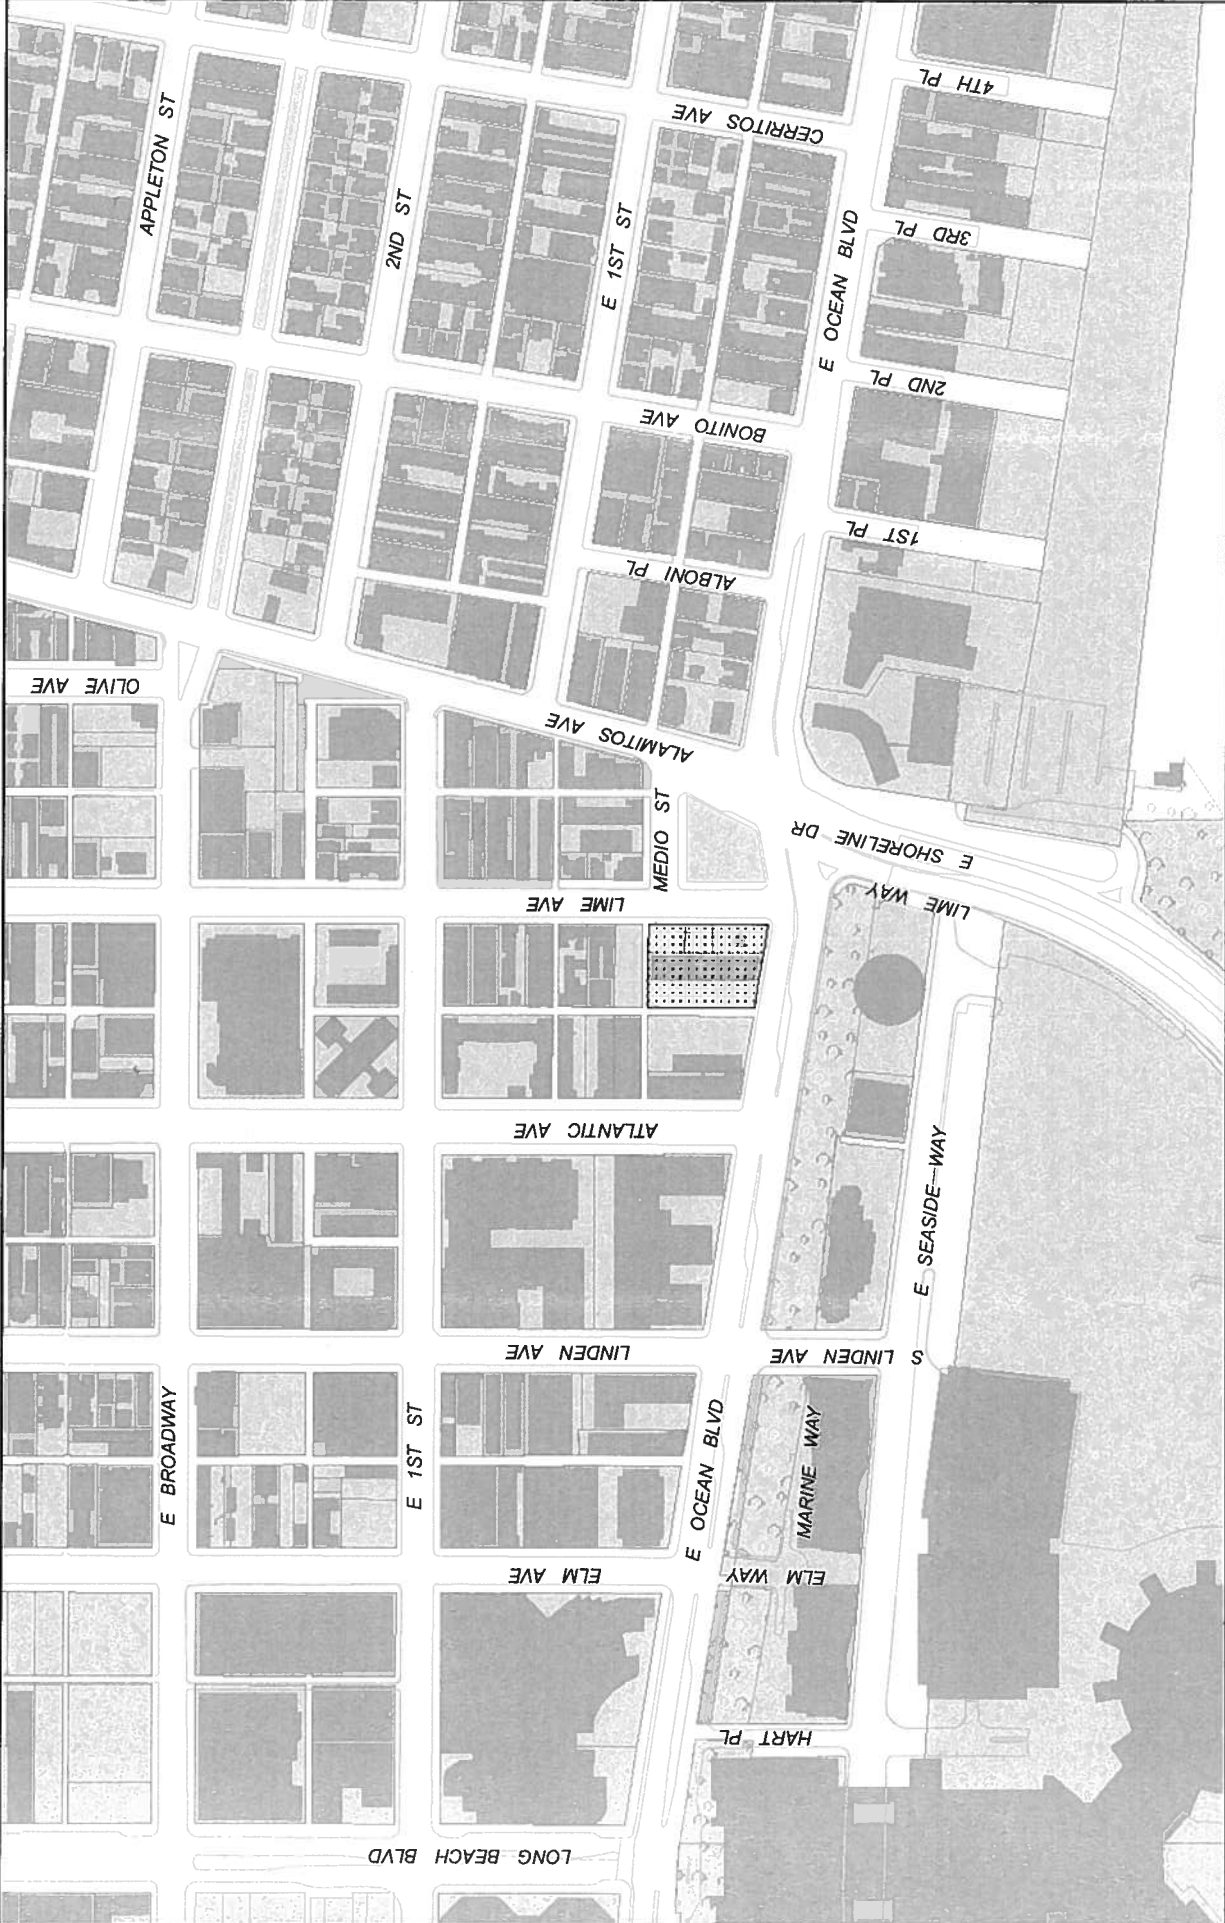 4TH PL
CERRITOS AVE
APPLETON ST
2ND ST
E 1ST ST
E OCEAN BLVD
3RD PL
2ND PL
BONITO AVE
1ST PL
ALBONI PL
OLIVE AVE
ALAMITOS AVE
MEDIO ST
E SHORELINE DR
LIME AVE
LIME WAY
ATLANTIC AVE
E SEASIDE WAY
LINDEN AVE
S LINDEN AVE
E BROADWAY
E 1ST ST
E OCEAN BLVD
MARINE WAY
ELM AVE
ELM WAY
HART PL
LONG BEACH BLVD